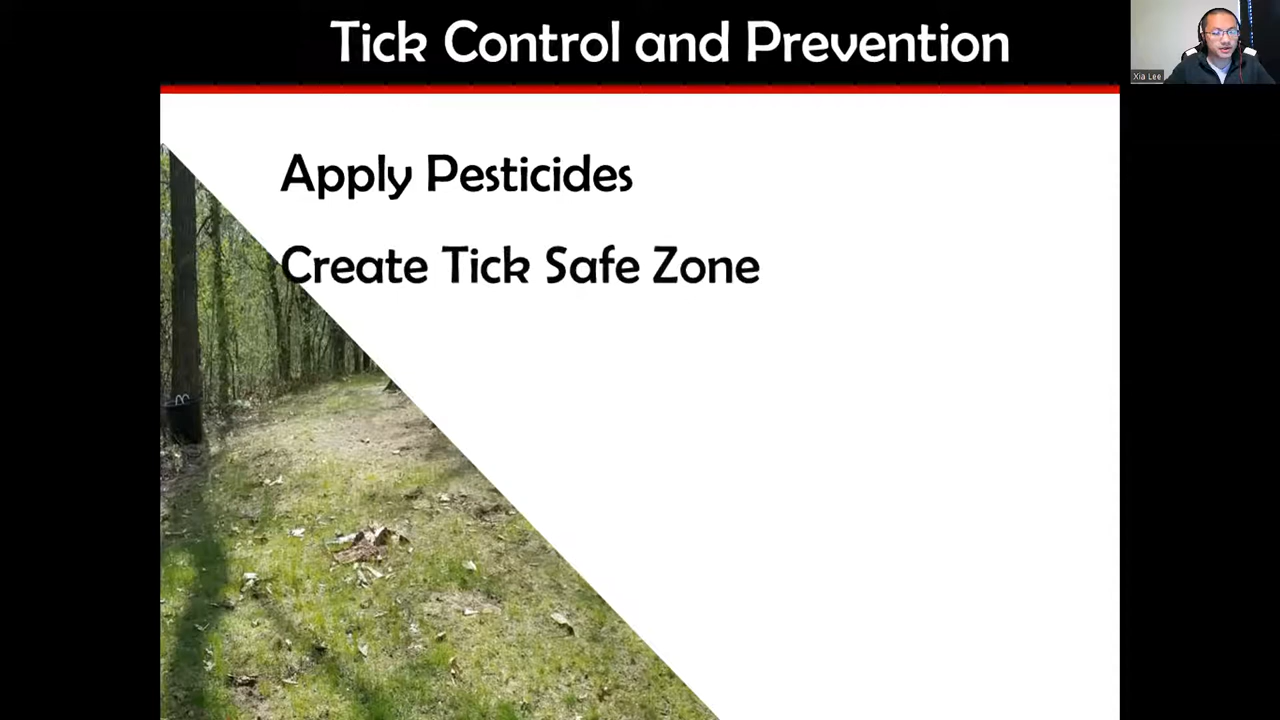 Tick Control and Prevention
Xia Lee
Apply Pesticides
Create Tick Safe Zone